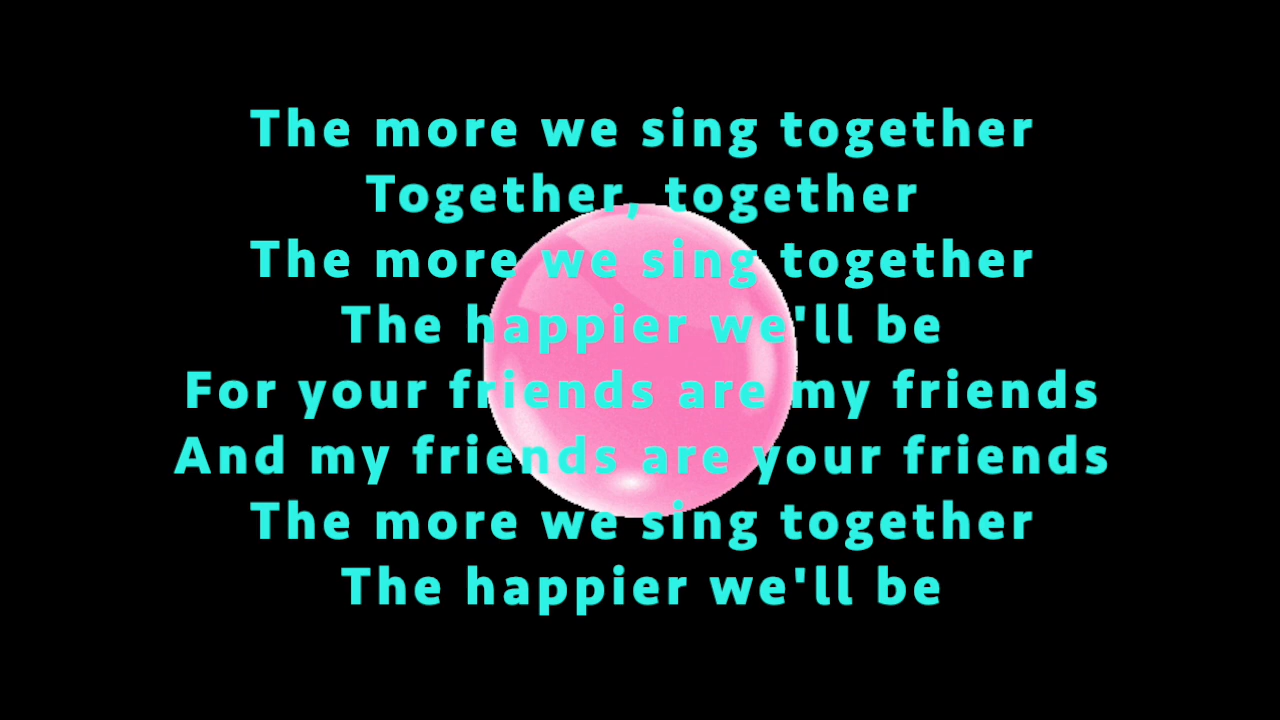 The more we sing together
Together, together
The more we sing together
The happier we'll be
For your friends are my friends
And my friends are your friends
The more we sing together
The happier we'll be